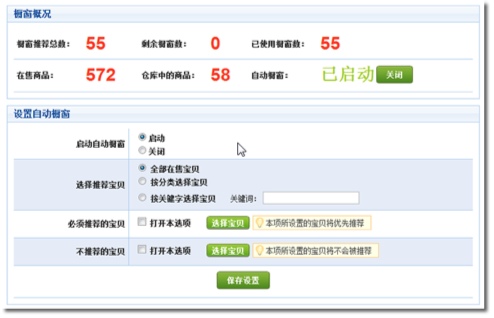 橱窗概况
橱窗推荐总数： 55 剩余橱窗数： 0 已使用橱窗数： 55
在售商品： 572 仓库中的商品： 58 自动橱窗： 已启动 关闭
设置自动橱窗
启动自动橱窗 启动
关闭
选择推荐宝贝 全部在售宝贝
按分类选择宝贝
按关键字选择宝贝 关键词：
必须推荐的宝贝 打开本选项 选择宝贝 本项所设置的宝贝将优先推荐
不推荐的宝贝 打开本选项 选择宝贝 本项所设置的宝贝将不会被推荐
保存设置